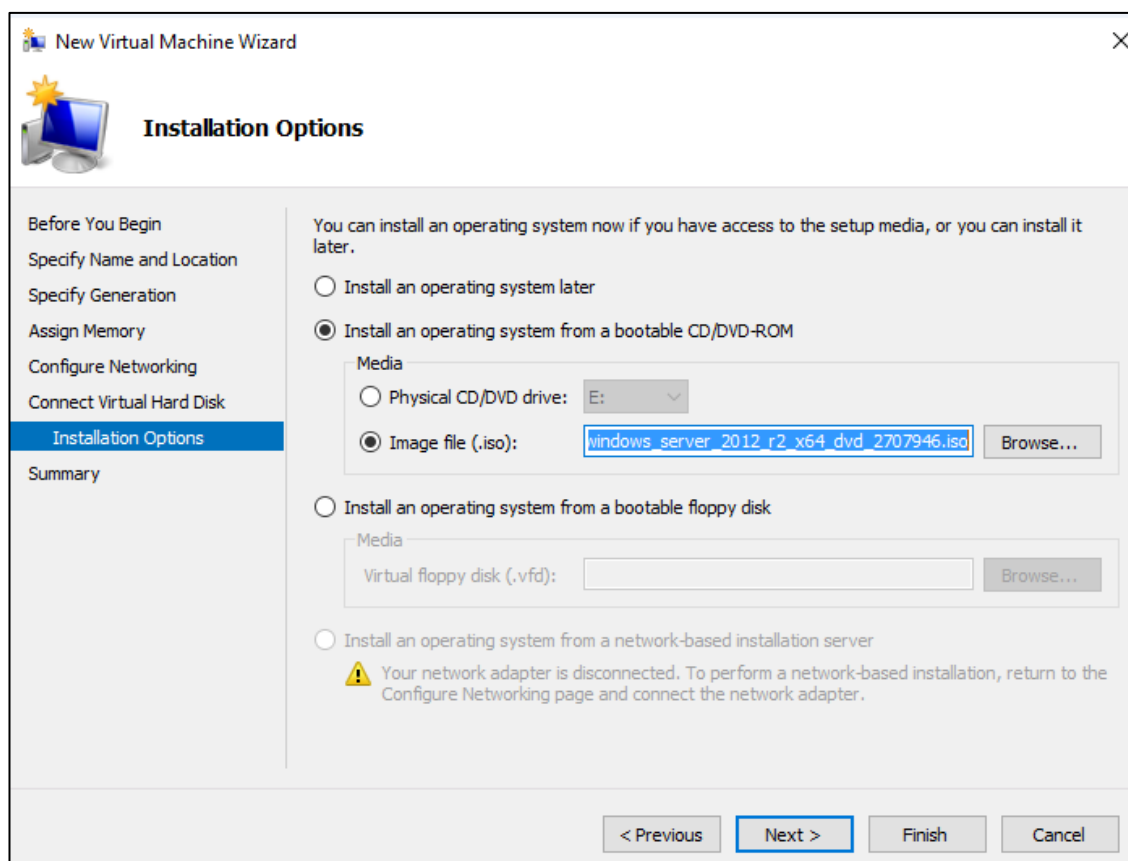 New Virtual Machine Wizard
Installation Options
Before You Begin
Specify Name and Location
Specify Generation
Assign Memory
Configure Networking
Connect Virtual Hard Disk
Installation Options
Summary
You can install an operating system now if you have access to the setup media, or you can install it
later.
Install an operating system later
Install an operating system from a bootable CD/DVD-ROM
Media
Physical CD/DVD drive: E:
Image file (.iso): windows_server_2012_r2_x64_dvd_2707946.iso Browse...
Install an operating system from a bootable floppy disk
Media
Virtual floppy disk (.vfd): Browse...
Install an operating system from a network-based installation server
Your network adapter is disconnected. To perform a network-based installation, return to the
Configure Networking page and connect the network adapter.
< Previous Next > Finish Cancel